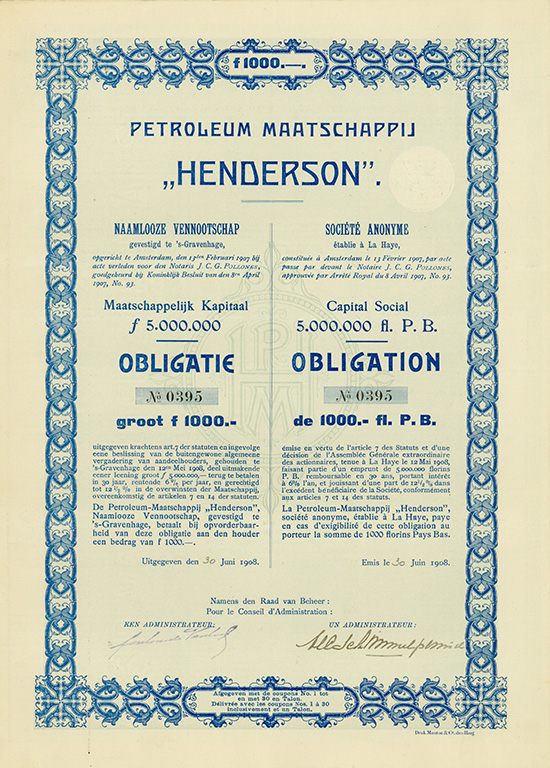 f 1000.—.
PETROLEUM MAATSCHAPPIJ
„HENDERSON”.
NAAMLOOZE VENNOOTSCHAP
gevestigd te 's-Gravenhage,
opgericht te Amsterdam, den 13den Februari 1907 bij
acte verleden voor den Notaris J. C. G. POLLONES,
goedgekeurd bij Koninklijk Besluit van den 8en April
1907, No. 93.
Maatschappelijk Kapitaal
f 5.000.000
OBLIGATIE
No 0395
groot f 1000.-
uitgegeven krachtens art. 7 der statuten en ingevolge
eene beslissing van de buitengewone algemeene
vergadering van aandeelhouders, gehouden te
's-Gravenhage den 12den Mei 1908, deel uitmakende
eener leening groot f 5.000.000,— terug te betalen
in 30 jaar, rentende 6 % per jaar, en gerechtigd
tot 12½ % in de overwinsten der Maatschappij,
overeenkomstig de artikelen 7 en 14 der statuten.
De Petroleum-Maatschappij „Henderson”,
Naamlooze Vennootschap, gevestigd te
's-Gravenhage, betaalt bij opvorderbaar-
heid van deze obligatie aan den houder
een bedrag van f 1000.—.
Uitgegeven den 30 Juni 1908.
SOCIÉTÉ ANONYME
établie à La Haye,
constituée à Amsterdam le 13 Février 1907, par acte
passé par devant le Notaire J. C. G. POLLONES,
approuvée par Arrêté Royal du 8 Avril 1907, No. 93.
Capital Social
5.000.000 fl. P. B.
OBLIGATION
No 0395
de 1000.- fl. P. B.
émise en vertu de l'article 7 des Statuts et d'une
décision de l'Assemblée Générale extraordinaire
des actionnaires, tenue à La Haye le 12 Mai 1908,
faisant partie d'un emprunt de 5.000.000 florins
P. B. remboursable en 30 ans, portant intérêt
à 6% l'an, et jouissant d'une part de 12½% dans
l'excédent bénéficiaire de la Société, conformément
aux articles 7 et 14 des statuts.
La Petroleum-Maatschappij „Henderson”,
société anonyme, établie à La Haye, paye
en cas d'exigibilité de cette obligation au
porteur la somme de 1000 florins Pays Bas.
Emis le 30 Juin 1908.
Namens den Raad van Beheer:
Pour le Conseil d'Administration:
EEN ADMINISTRATEUR:
UN ADMINISTRATEUR:
Afgegeven met de coupons No. 1 tot
en met 30 en Talon.
Délivrée avec les coupons Nos. 1 à 30
inclusivement et un Talon.
Druk Mouton & Co. den Haag